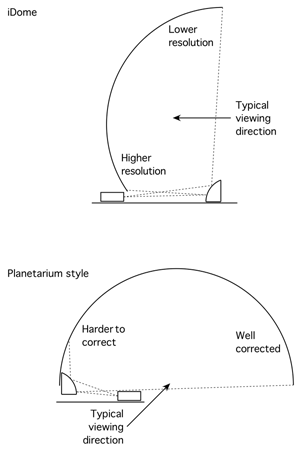 iDome
Lower
resolution
Typical
viewing
direction
Higher
resolution
Planetarium style
Harder to
correct
Well
corrected
Typical
viewing
direction